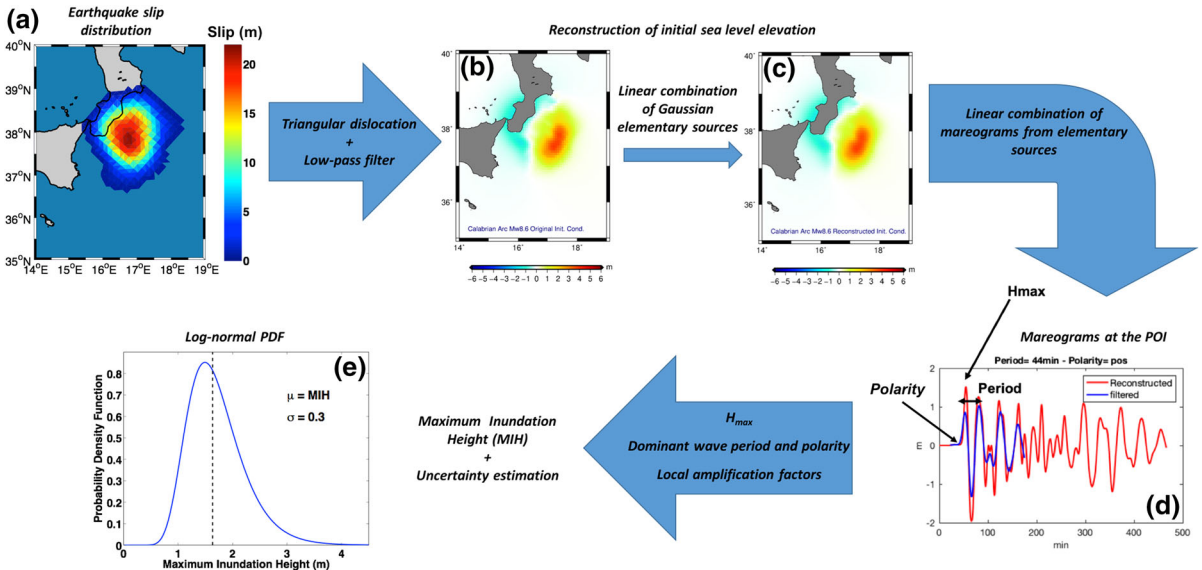 (a)
Earthquake slip
distribution
Slip (m)
40°N
39°N
38°N
37°N
36°N
35°N
14°E 15°E 16°E 17°E 18°E 19°E
20
15
10
5
0
Triangular dislocation
+
Low-pass filter
Reconstruction of initial sea level elevation
(b)
40°
38°
36°
14° 16° 18°
Calabrian Arc Mw8.6 Original Init. Cond.
m
−6 −5 −4 −3 −2 −1 0 1 2 3 4 5 6
Linear combination
of Gaussian
elementary sources
(c)
40°
38°
36°
14° 16° 18°
Calabrian Arc Mw8.6 Reconstructed Init. Cond.
m
−6 −5 −4 −3 −2 −1 0 1 2 3 4 5 6
Linear combination of
mareograms from elementary
sources
Hmax
Mareograms at the POI
Period= 44min - Polarity= pos
Polarity
Period
Reconstructed
filtered
2
1
0
-1
-2
m
0 100 200 300 400 500
min
(d)
Hmax
Dominant wave period and polarity
Local amplification factors
Maximum Inundation
Height (MIH)
+
Uncertainty estimation
Log-normal PDF
(e)
μ = MIH
σ = 0.3
Probability Density Function
0.8
0.7
0.6
0.5
0.4
0.3
0.2
0.1
0
0 1 2 3 4
Maximum Inundation Height (m)